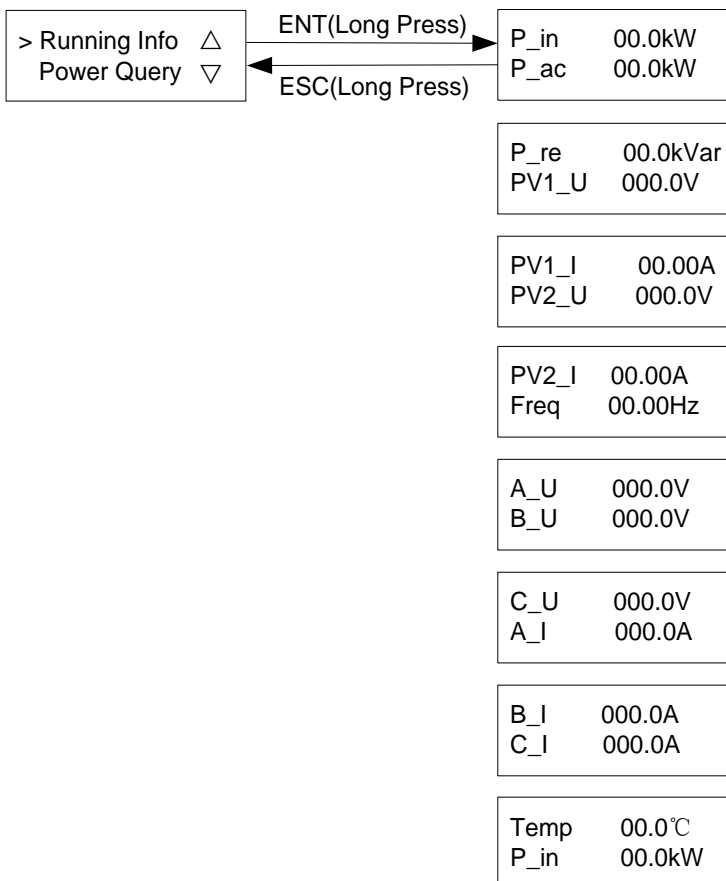 > Running Info △
Power Query ▽
ENT(Long Press)
ESC(Long Press)
P_in 00.0kW
P_ac 00.0kW
P_re 00.0kVar
PV1_U 000.0V
PV1_I 00.00A
PV2_U 000.0V
PV2_I 00.00A
Freq 00.00Hz
A_U 000.0V
B_U 000.0V
C_U 000.0V
A_I 000.0A
B_I 000.0A
C_I 000.0A
Temp 00.0℃
P_in 00.0kW